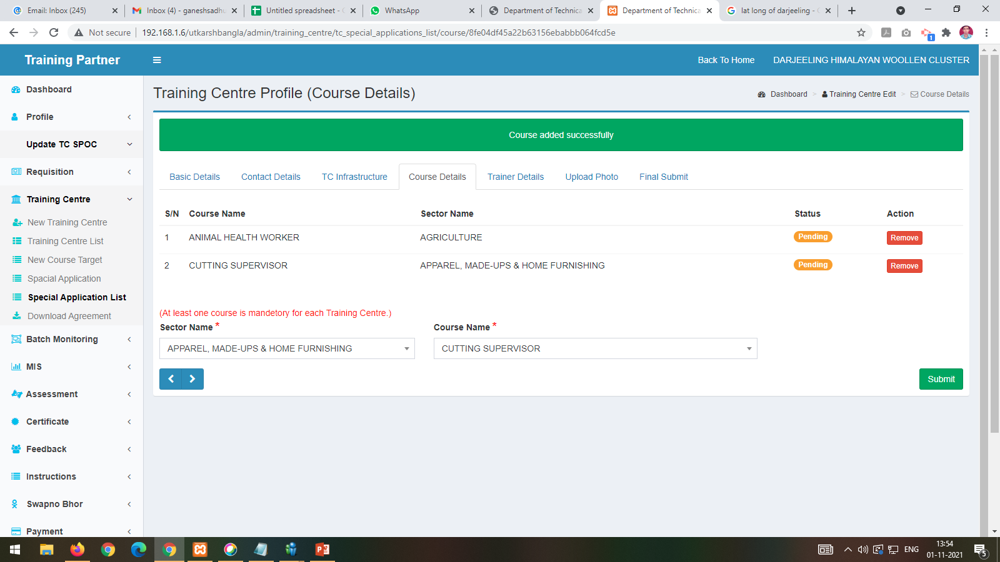 Email: Inbox (245)
Inbox (4) - ganeshsadhu
Untitled spreadsheet -
WhatsApp
Department of Technica
Department of Technica
lat long of darjeeling -
Not secure
192.168.1.6/utkarshbangla/admin/training_centre/tc_special_applications_list/course/8fe04df45a22b63156ebabbb064fcd5e
1
Training Partner
Back To Home
DARJEELING HIMALAYAN WOOLLEN CLUSTER
Dashboard
Profile
Update TC SPOC
Requisition
Training Centre
New Training Centre
Training Centre List
New Course Target
Spacial Application
Special Application List
Download Agreement
Batch Monitoring
MIS
Assessment
Certificate
Feedback
Instructions
Swapno Bhor
Payment
Training Centre Profile (Course Details)
Dashboard > Training Centre Edit > Course Details
Course added successfully
Basic Details
Contact Details
TC Infrastructure
Course Details
Trainer Details
Upload Photo
Final Submit
S/N Course Name Sector Name Status Action
1 ANIMAL HEALTH WORKER AGRICULTURE Pending Remove
2 CUTTING SUPERVISOR APPAREL, MADE-UPS & HOME FURNISHING Pending Remove
(At least one course is mandetory for each Training Centre.)
Sector Name *
Course Name *
APPAREL, MADE-UPS & HOME FURNISHING
CUTTING SUPERVISOR
Submit
ENG
13:54
01-11-2021
5